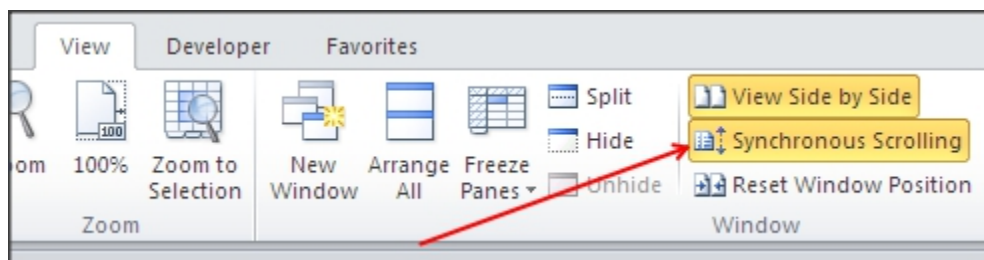 View Developer Favorites
100
Split
View Side by Side
Hide
Synchronous Scrolling
100% Zoom to Selection
New Window
Arrange All
Freeze Panes
Unhide
Reset Window Position
Zoom
Window